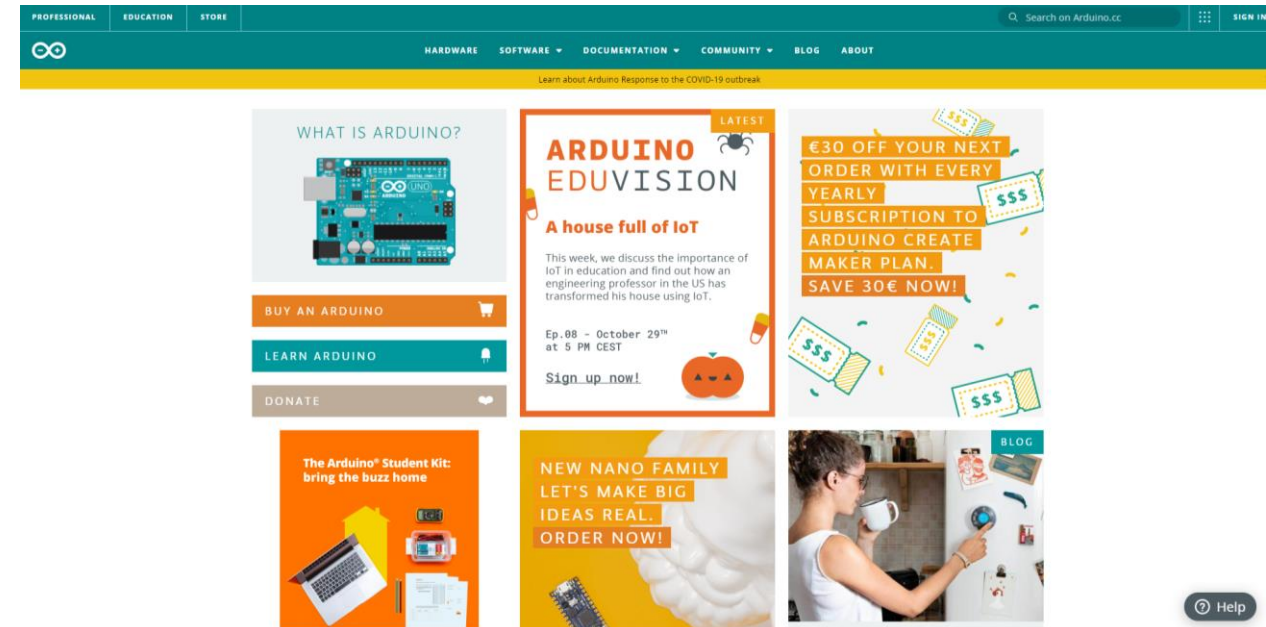 PROFESSIONAL
EDUCATION
STORE
Search on Arduino.cc
SIGN IN
HARDWARE
SOFTWARE
DOCUMENTATION
COMMUNITY
BLOG
ABOUT
Learn about Arduino Response to the COVID-19 outbreak
WHAT IS ARDUINO?
UNO
ARDUINO
BUY AN ARDUINO
LEARN ARDUINO
DONATE
LATEST
ARDUINO
EDUVISION
A house full of IoT
This week, we discuss the importance of
IoT in education and find out how an
engineering professor in the US has
transformed his house using IoT.
Ep.08 - October 29TH
at 5 PM CEST
Sign up now!
€30 OFF YOUR NEXT
ORDER WITH EVERY
YEARLY
SUBSCRIPTION TO
ARDUINO CREATE
MAKER PLAN.
SAVE 30€ NOW!
$$$
$$$
$$$
$$$
$$$
The Arduino® Student Kit:
bring the buzz home
NEW NANO FAMILY
LET'S MAKE BIG
IDEAS REAL.
ORDER NOW!
BLOG
Help